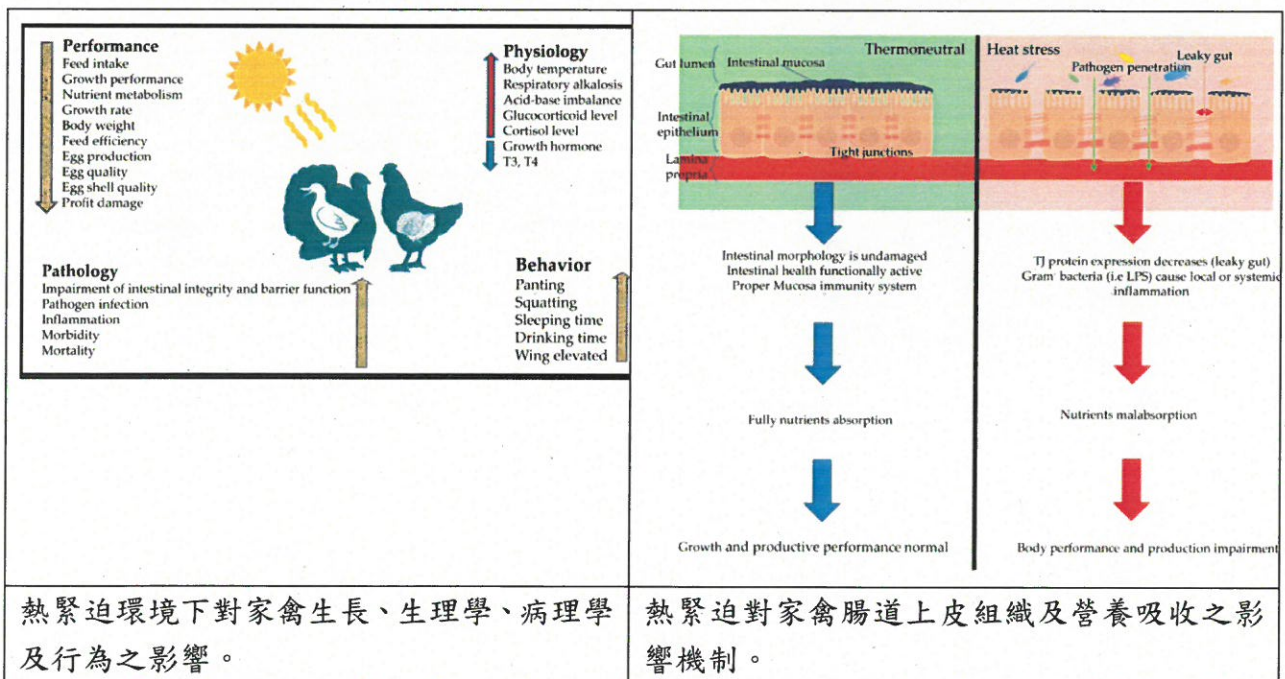 Performance
Feed intake
Growth performance
Nutrient metabolism
Growth rate
Body weight
Feed efficiency
Egg production
Egg quality
Egg shell quality
Profit damage
Physiology
Body temperature
Respiratory alkalosis
Acid-base imbalance
Glucocorticoid level
Cortisol level
Growth hormone
T3, T4
Pathology
Impairment of intestinal integrity and barrier function
Pathogen infection
Inflammation
Morbidity
Mortality
Behavior
Panting
Squatting
Sleeping time
Drinking time
Wing elevated
Thermoneutral
Gut lumen
Intestinal mucosa
Intestinal
epithelium
Tight junctions
Lamina
propria
Heat stress
Leaky gut
Pathogen penetration
Intestinal morphology is undamaged
Intestinal health functionally active
Proper Mucosa immunity system
Fully nutrients absorption
Growth and productive performance normal
TJ protein expression decreases (leaky gut)
Gram⁻ bacteria (i.e LPS) cause local or systemic
inflammation
Nutrients malabsorption
Body performance and production impairment
熱緊迫環境下對家禽生長、生理學、病理學
及行為之影響。
熱緊迫對家禽腸道上皮組織及營養吸收之影
響機制。